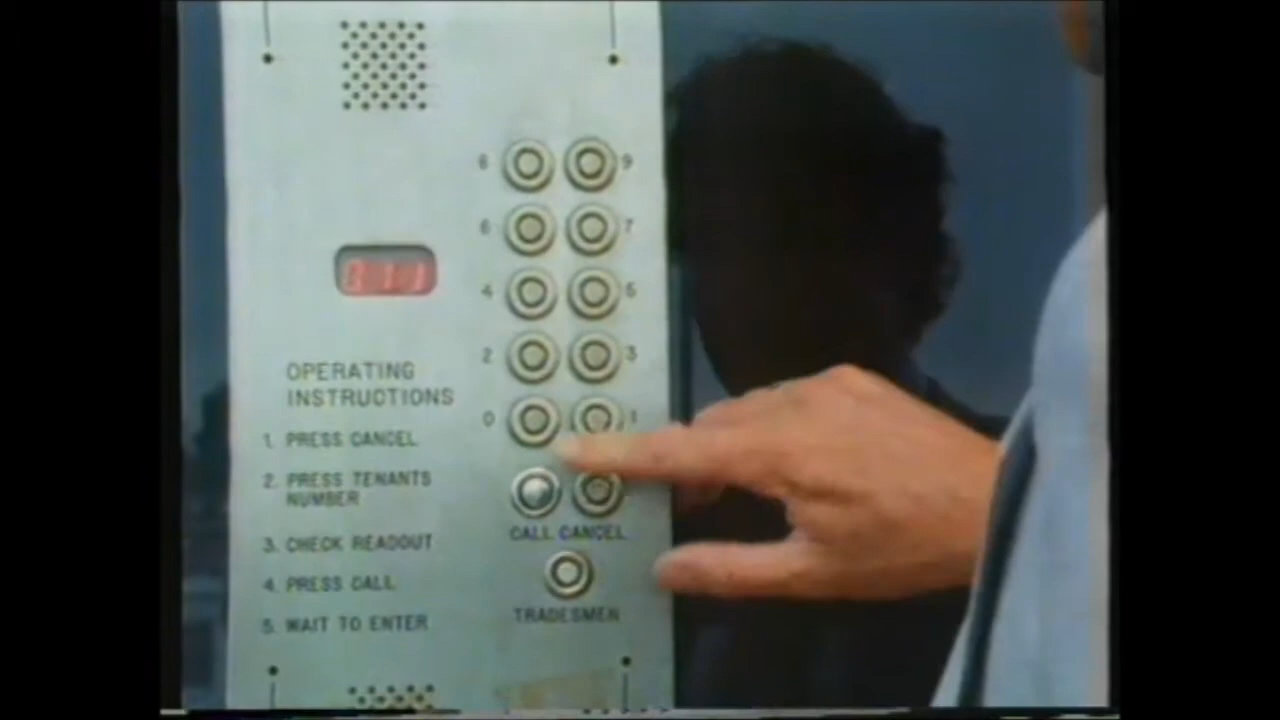 8 9
6 7
011
4 5
2 3
OPERATING
INSTRUCTIONS
0 1
1. PRESS CANCEL
2. PRESS TENANTS
NUMBER
CALL CANCEL
3. CHECK READOUT
4. PRESS CALL
TRADESMEN
5. WAIT TO ENTER